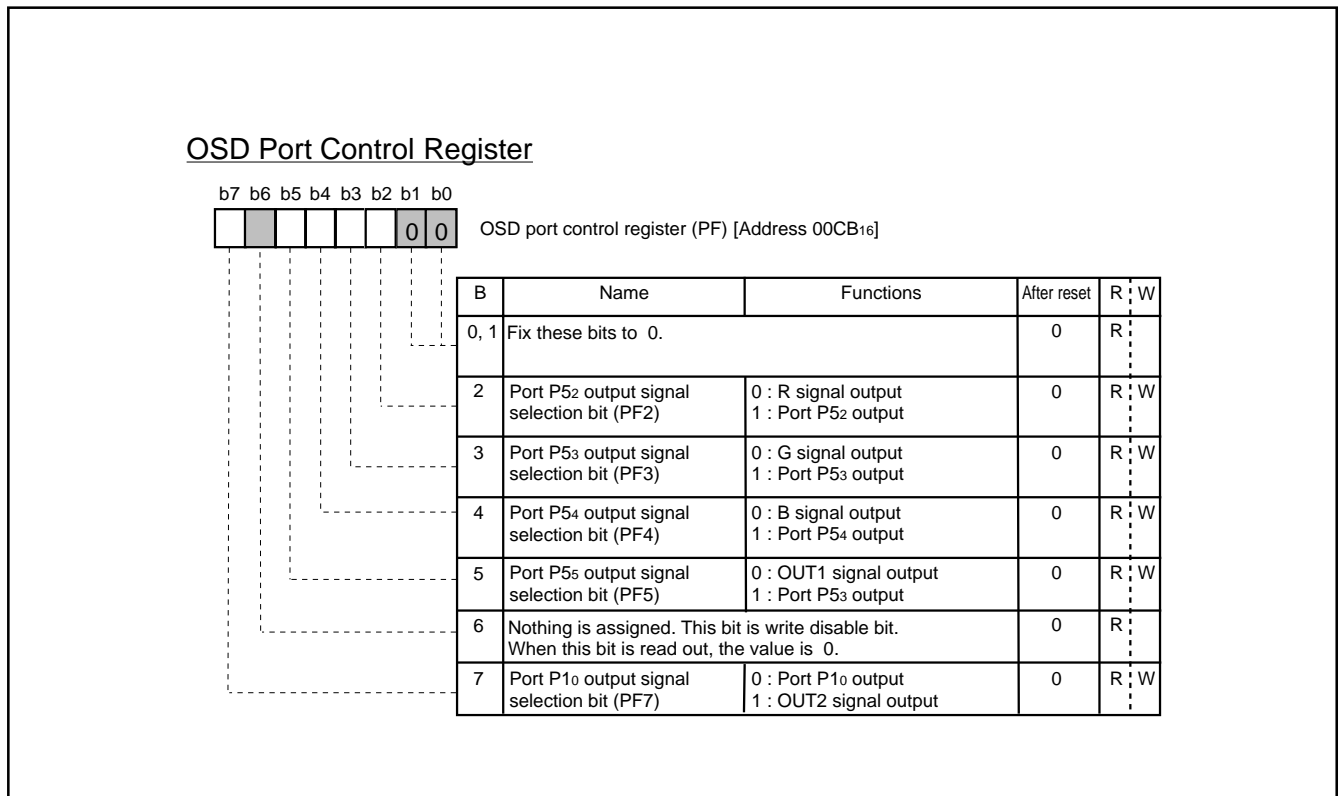 OSD Port Control Register
b7 b6 b5 b4 b3 b2 b1 b0
0 0
OSD port control register (PF) [Address 00CB16]
B Name Functions After reset R W
0, 1 Fix these bits to 0. 0 R
2 Port P52 output signal selection bit (PF2) 0 : R signal output
1 : Port P52 output 0 R W
3 Port P53 output signal selection bit (PF3) 0 : G signal output
1 : Port P53 output 0 R W
4 Port P54 output signal selection bit (PF4) 0 : B signal output
1 : Port P54 output 0 R W
5 Port P55 output signal selection bit (PF5) 0 : OUT1 signal output
1 : Port P53 output 0 R W
6 Nothing is assigned. This bit is write disable bit.
When this bit is read out, the value is 0. 0 R
7 Port P10 output signal selection bit (PF7) 0 : Port P10 output
1 : OUT2 signal output 0 R W